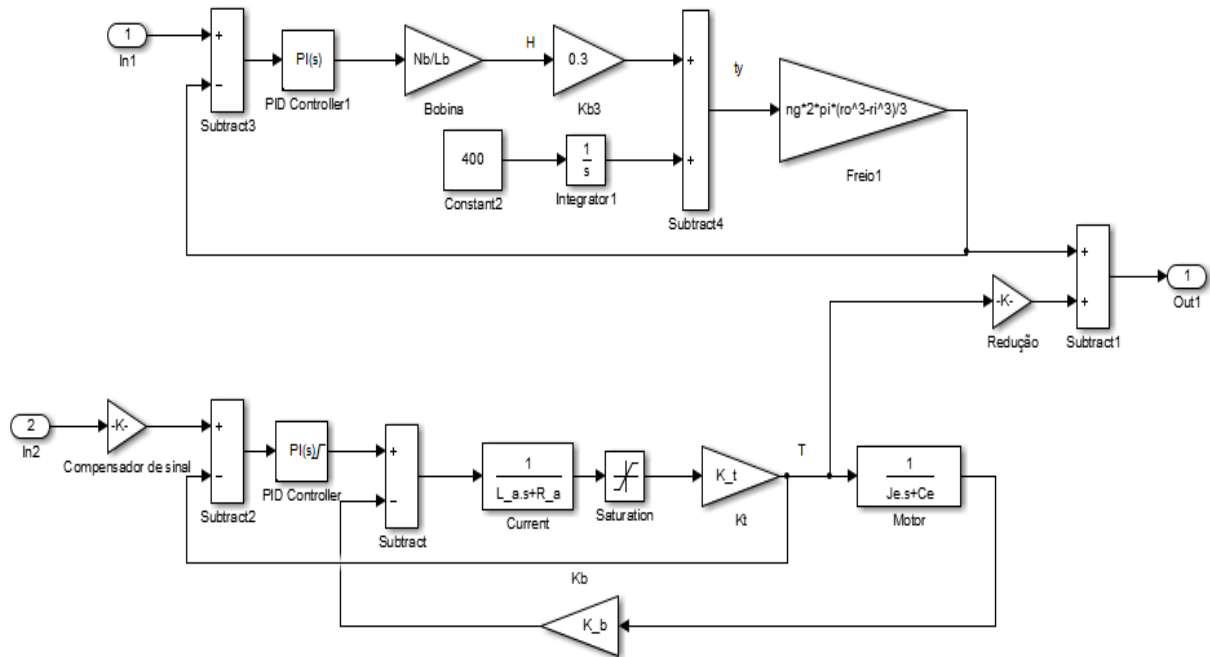 1
In1
+
−
Subtract3
PI(s)
PID Controller1
Nb/Lb
Bobina
H
0.3
Kb3
400
Constant2
1
s
Integrator1
+
+
Subtract4
ty
ng*2*pi*(ro^3-ri^3)/3
Freio1
+
+
Subtract1
1
Out1
-K-
Redução
2
In2
-K-
Compensador de sinal
+
−
Subtract2
PI(s)
PID Controller
+
−
Subtract
1
L_a.s+R_a
Current
Saturation
K_t
Kt
T
1
Je.s+Ce
Motor
Kb
K_b